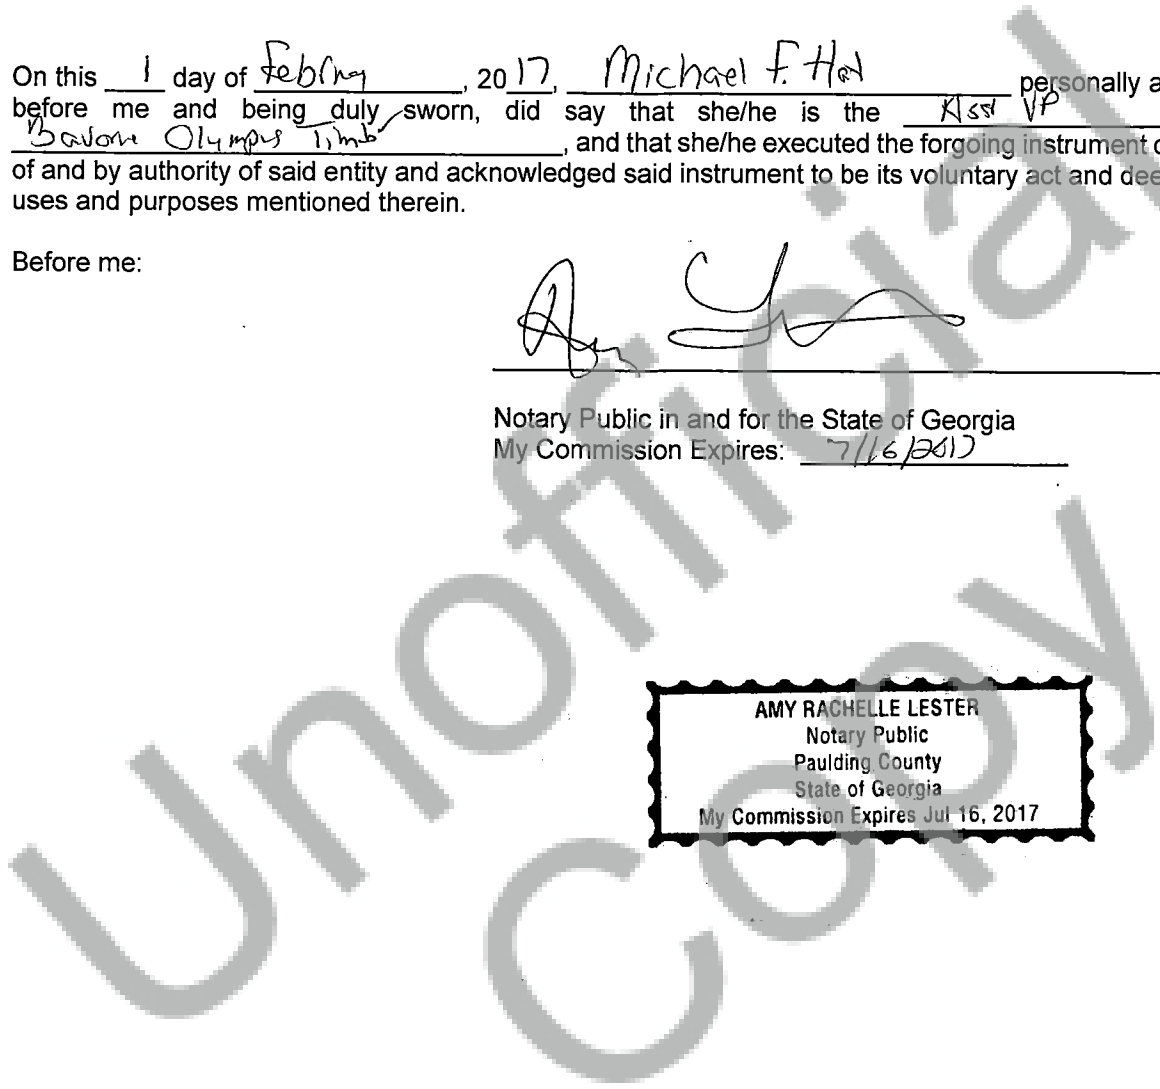 On this 1 day of February, 2017, Michael F. personally a
before me and being duly sworn, did say that she/he is the Asst VP
Olympus , and that she/he executed the forgoing instrument o
of and by authority of said entity and acknowledged said instrument to be its voluntary act and dee
uses and purposes mentioned therein.
Before me:
Notary Public in and for the State of Georgia
My Commission Expires: 7/16/2017
AMY RACHELLE LESTER
Notary Public
Paulding County
State of Georgia
My Commission Expires Jul 16, 2017
Unofficial
Copy